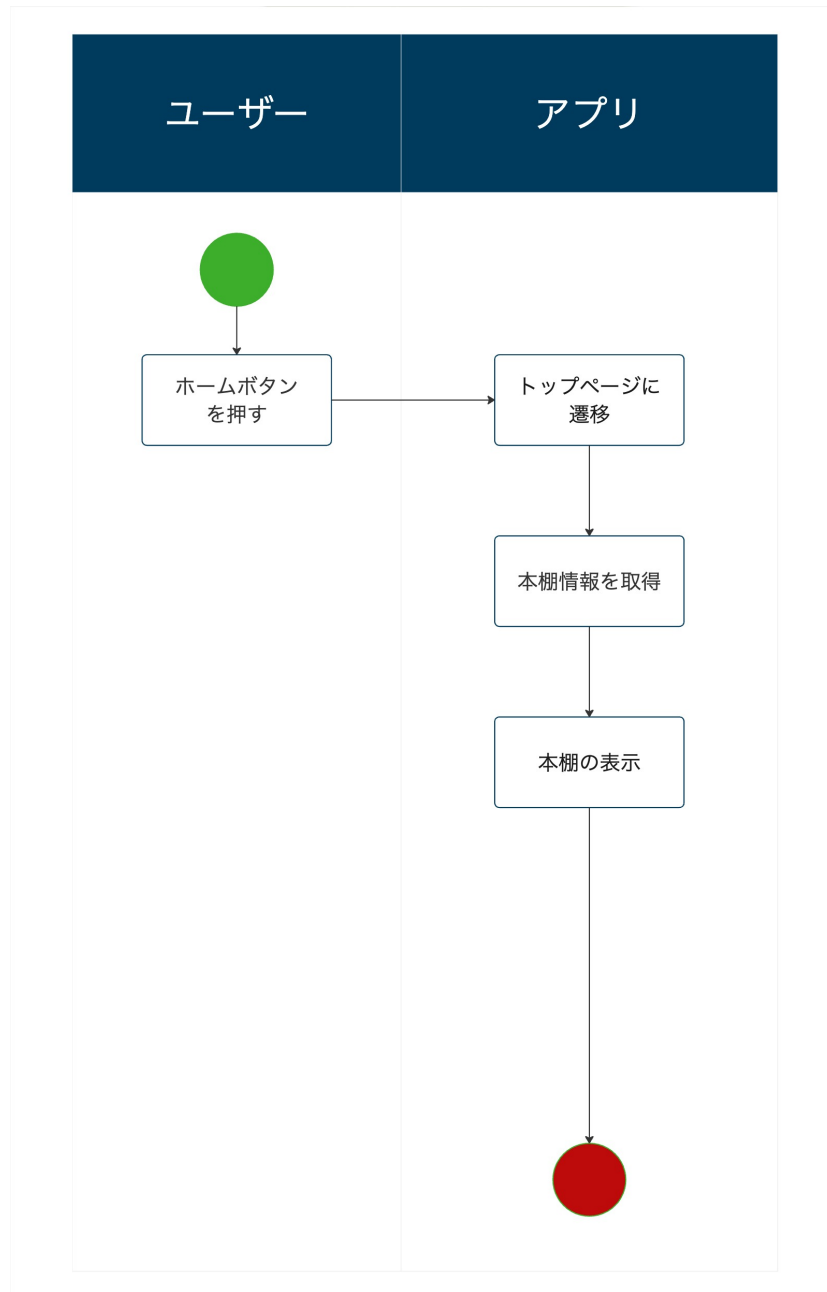 ユーザー
アプリ
ホームボタン
を押す
トップページに
遷移
本棚情報を取得
本棚の表示